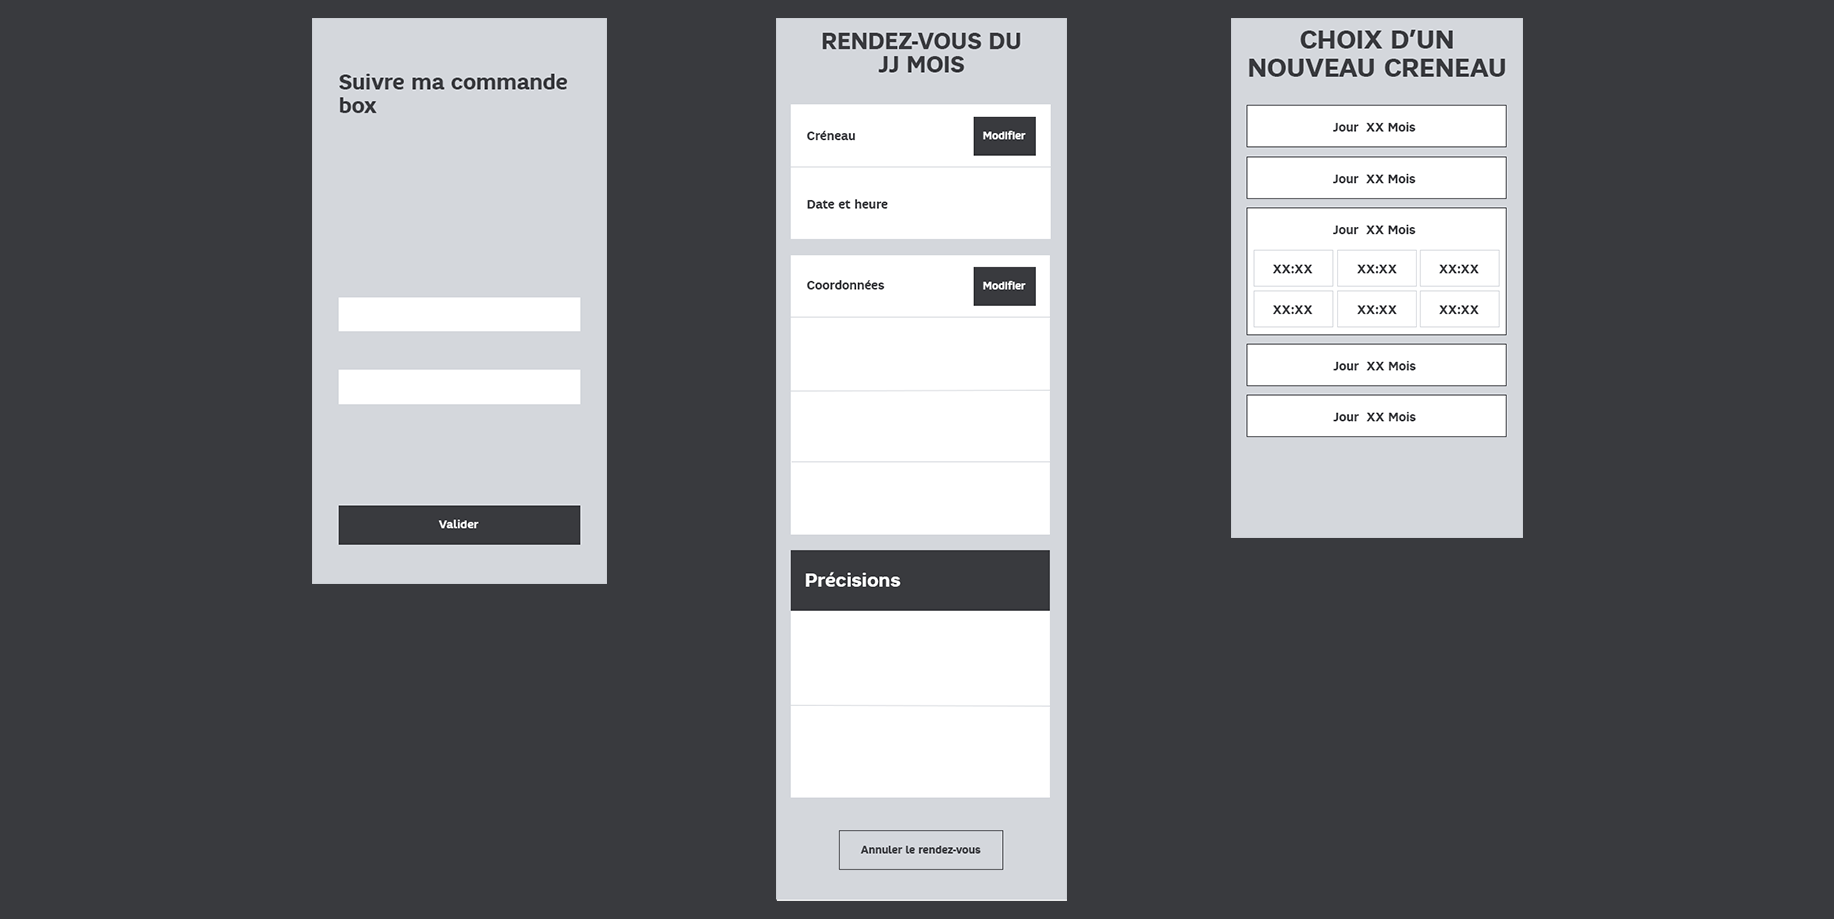 Suivre ma commande
box
Valider
RENDEZ-VOUS DU
JJ MOIS
Créneau
Modifier
Date et heure
Coordonnées
Modifier
Précisions
Annuler le rendez-vous
CHOIX D’UN
NOUVEAU CRENEAU
Jour XX Mois
Jour XX Mois
Jour XX Mois
XX:XX XX:XX XX:XX
XX:XX XX:XX XX:XX
Jour XX Mois
Jour XX Mois